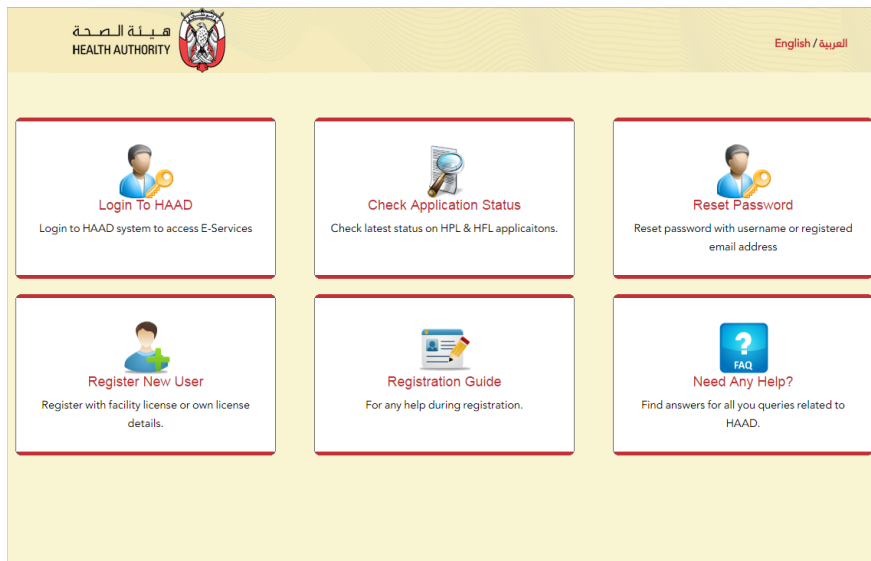 هيئة الصحة
HEALTH AUTHORITY
English / العربية
Login To HAAD
Login to HAAD system to access E-Services
Check Application Status
Check latest status on HPL & HFL applicaitons.
Reset Password
Reset password with username or registered
email address
Register New User
Register with facility license or own license
details.
Registration Guide
For any help during registration.
?
FAQ
Need Any Help?
Find answers for all you queries related to
HAAD.